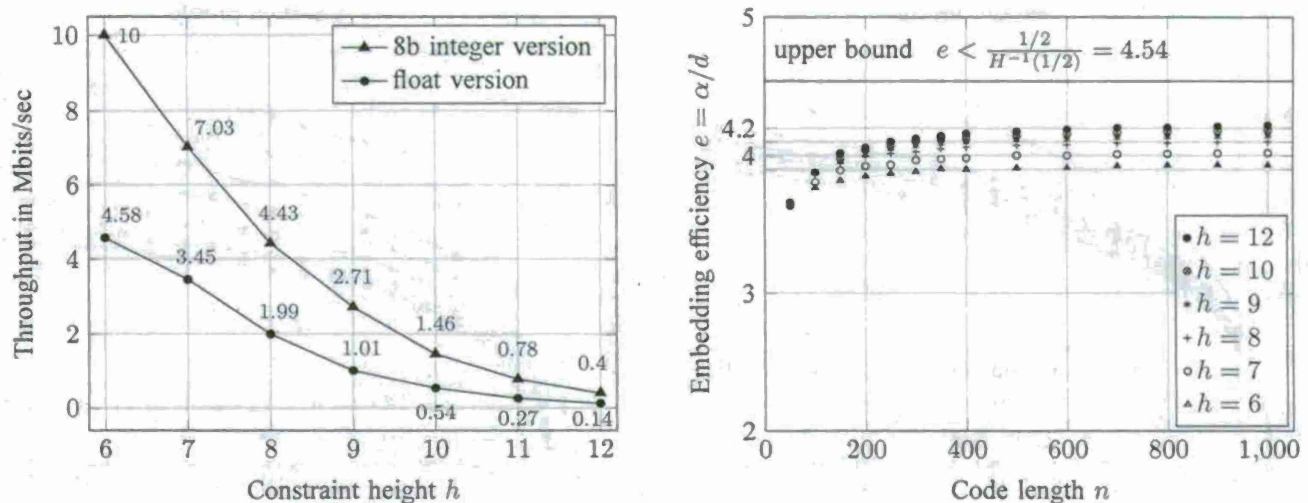 10
8
6
4
2
0
6 7 8 9 10 11 12
Throughput in Mbits/sec
Constraint height h
8b integer version
float version
10
7.03
4.43
2.71
1.46
0.78
0.4
4.58
3.45
1.99
1.01
0.54
0.27
0.14
5
4.2
4
3
2
0 200 400 600 800 1,000
Embedding efficiency e = α/d
Code length n
upper bound e < 1/2 / H⁻¹(1/2) = 4.54
h = 12
h = 10
h = 9
h = 8
h = 7
h = 6